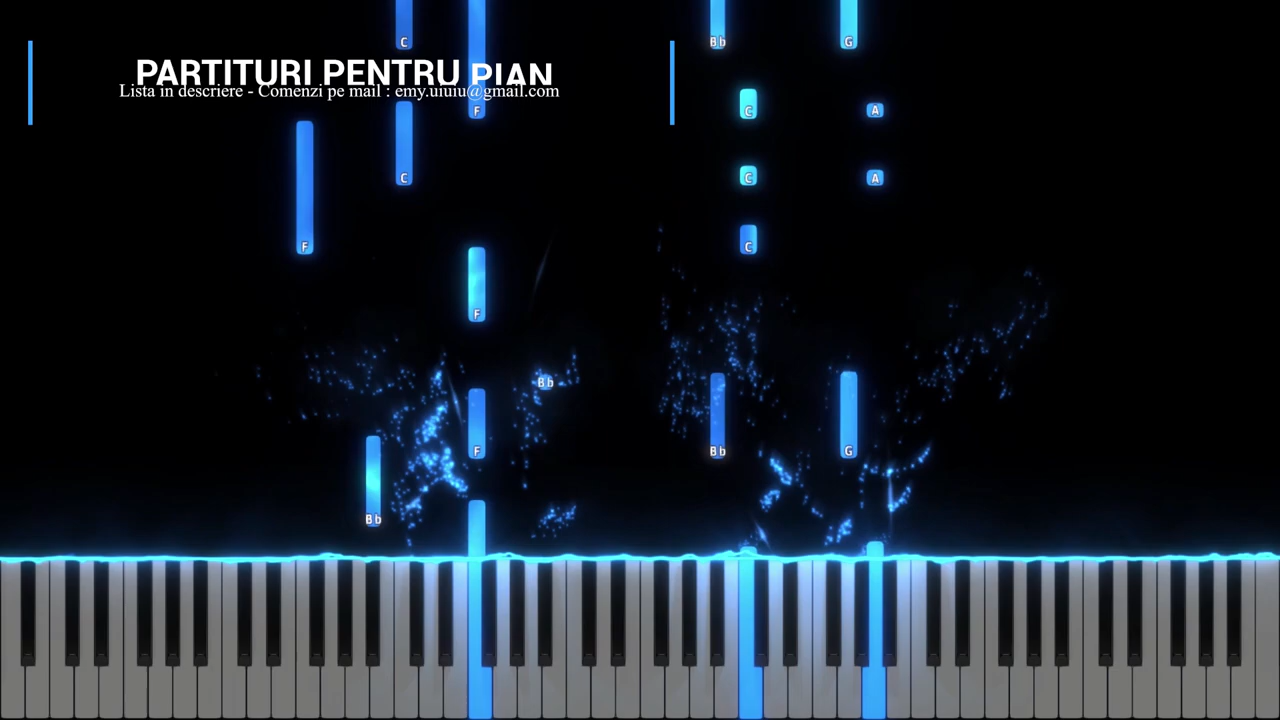 C
Bb
G
PARTITURI PENTRU PIAN
Lista in descriere - Comenzi pe mail : emy.uiuiu@gmail.com
F
C
A
C
C
A
F
C
F
Bb
F
Bb
G
Bb